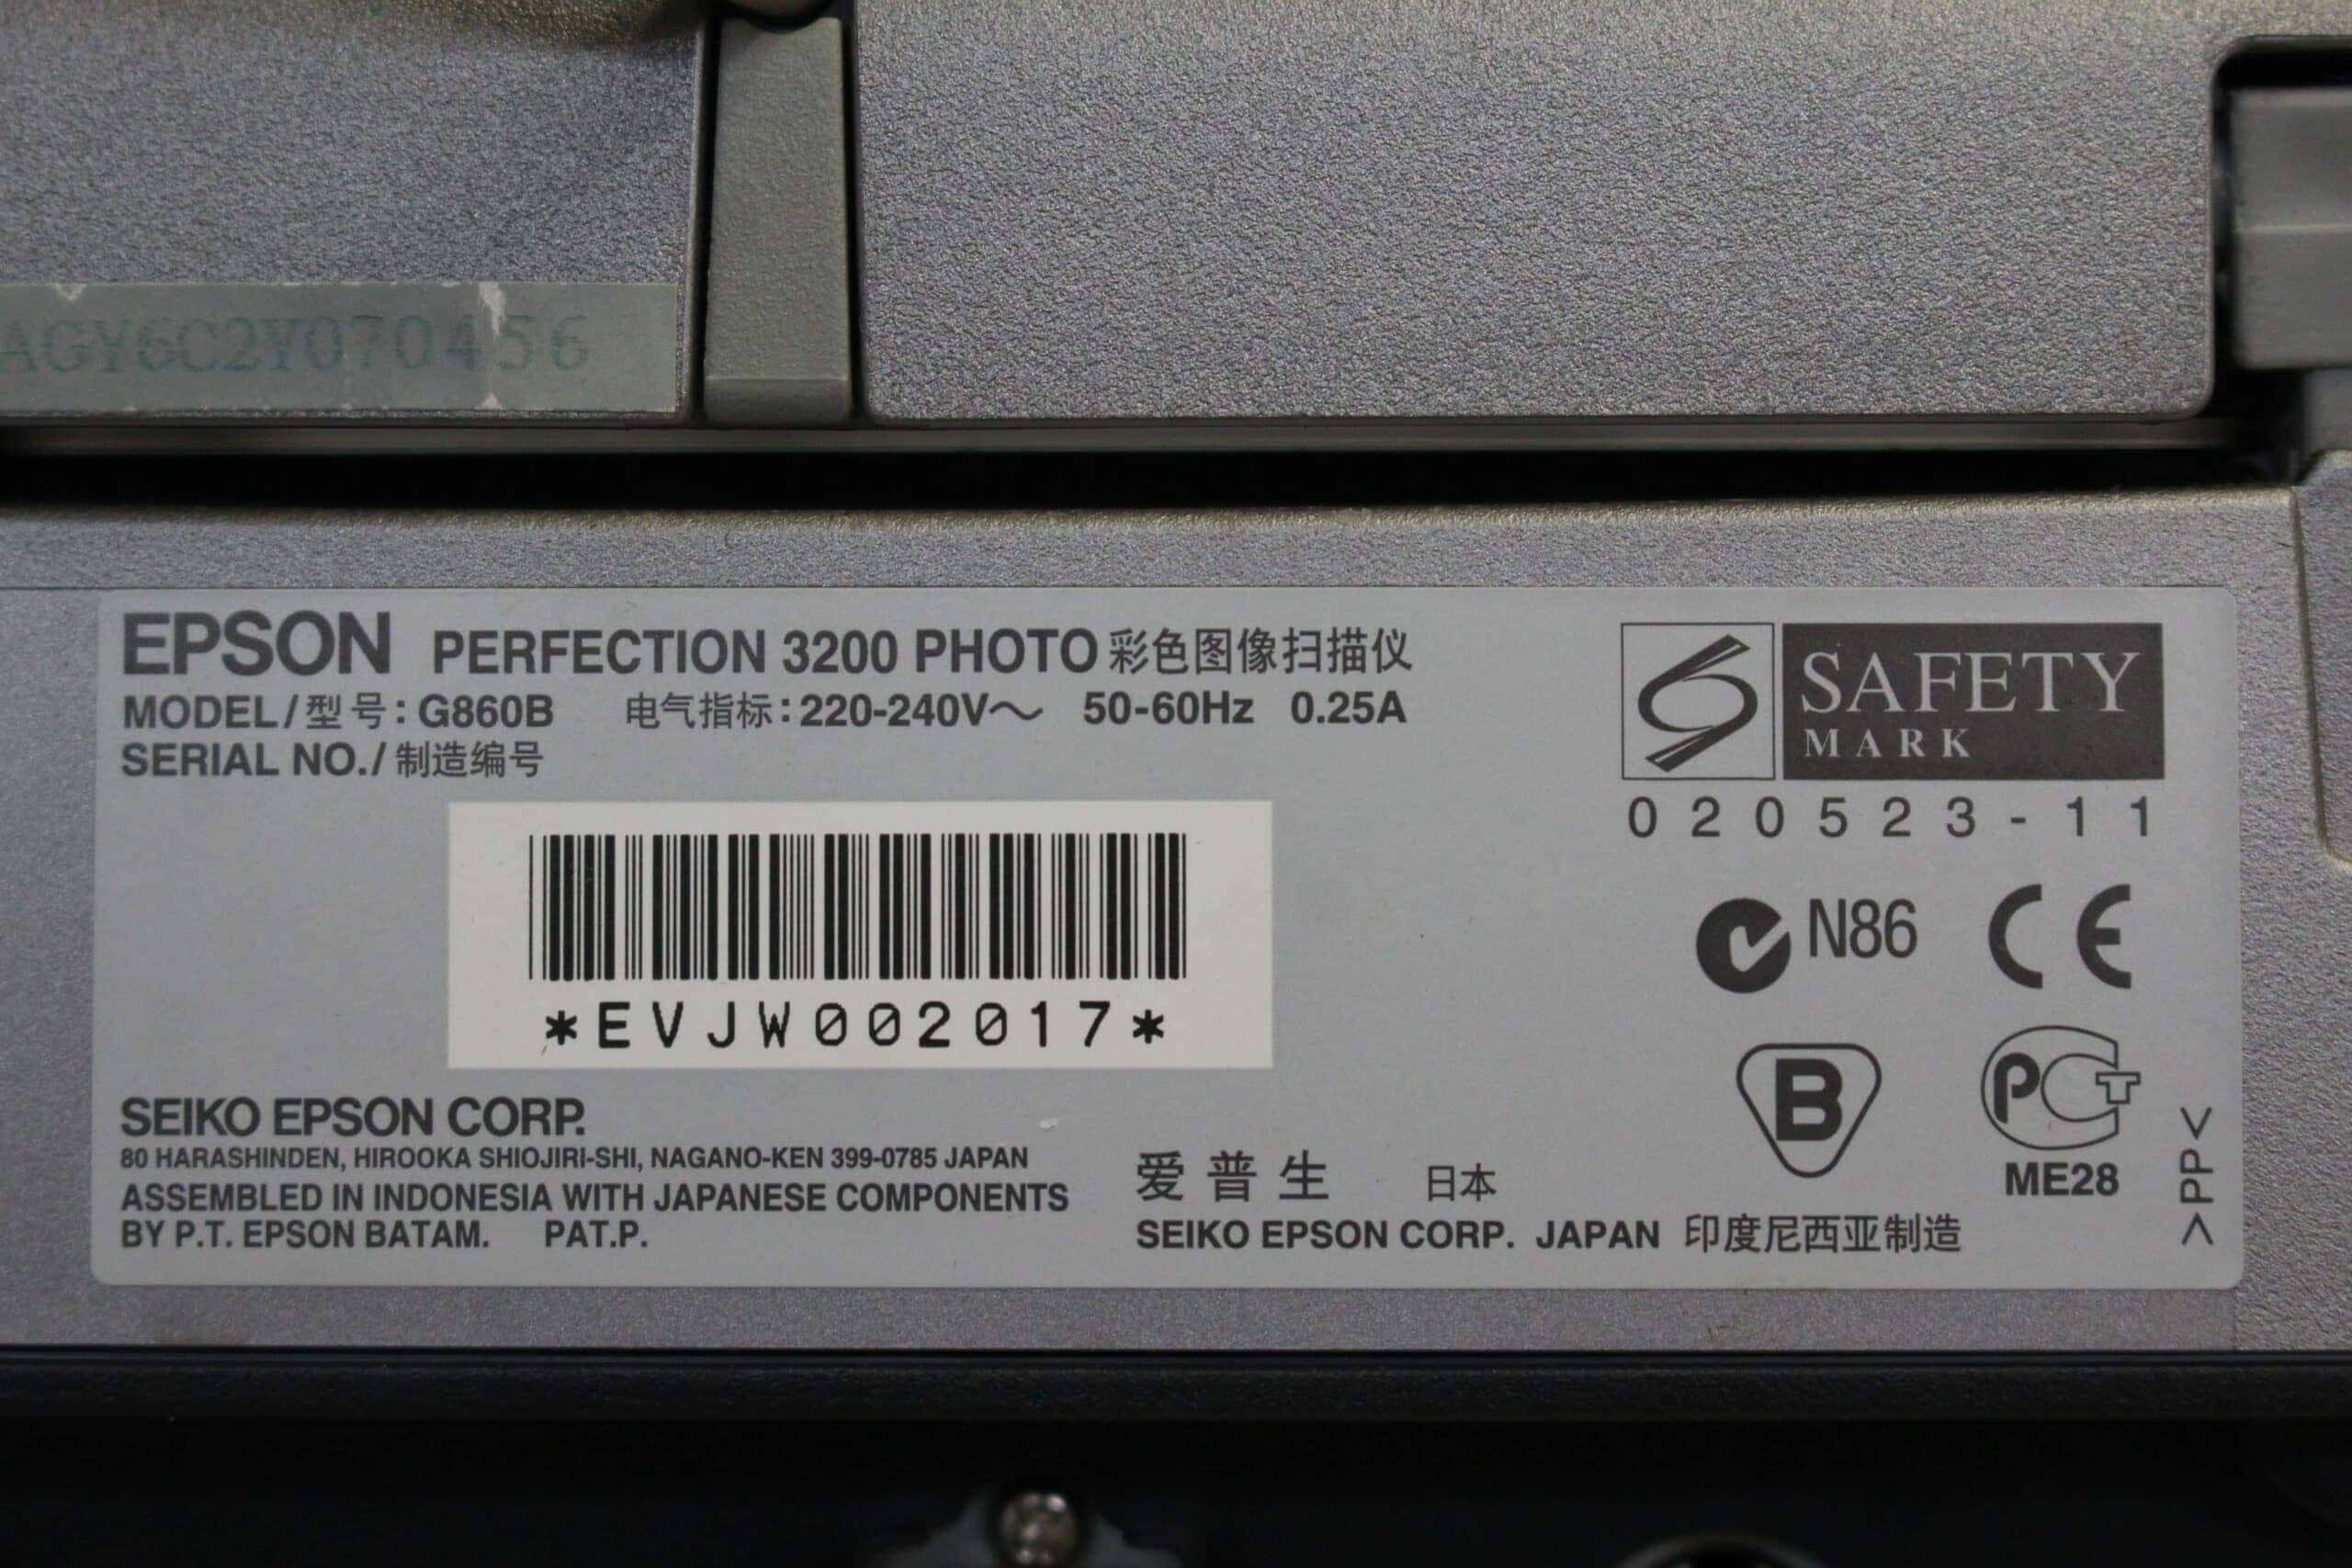 AGY6C2Y070456
EPSON PERFECTION 3200 PHOTO 彩色图像扫描仪
MODEL/型号: G860B 电气指标: 220-240V～ 50-60Hz 0.25A
SERIAL NO./制造编号
*EVJW002017*
SAFETY
MARK
020523-11
N86 CE
B
PCT
ME28
>PP<
SEIKO EPSON CORP.
80 HARASHINDEN, HIROOKA SHIOJIRI-SHI, NAGANO-KEN 399-0785 JAPAN
ASSEMBLED IN INDONESIA WITH JAPANESE COMPONENTS
BY P.T. EPSON BATAM. PAT.P.
爱普生 日本
SEIKO EPSON CORP. JAPAN 印度尼西亚制造